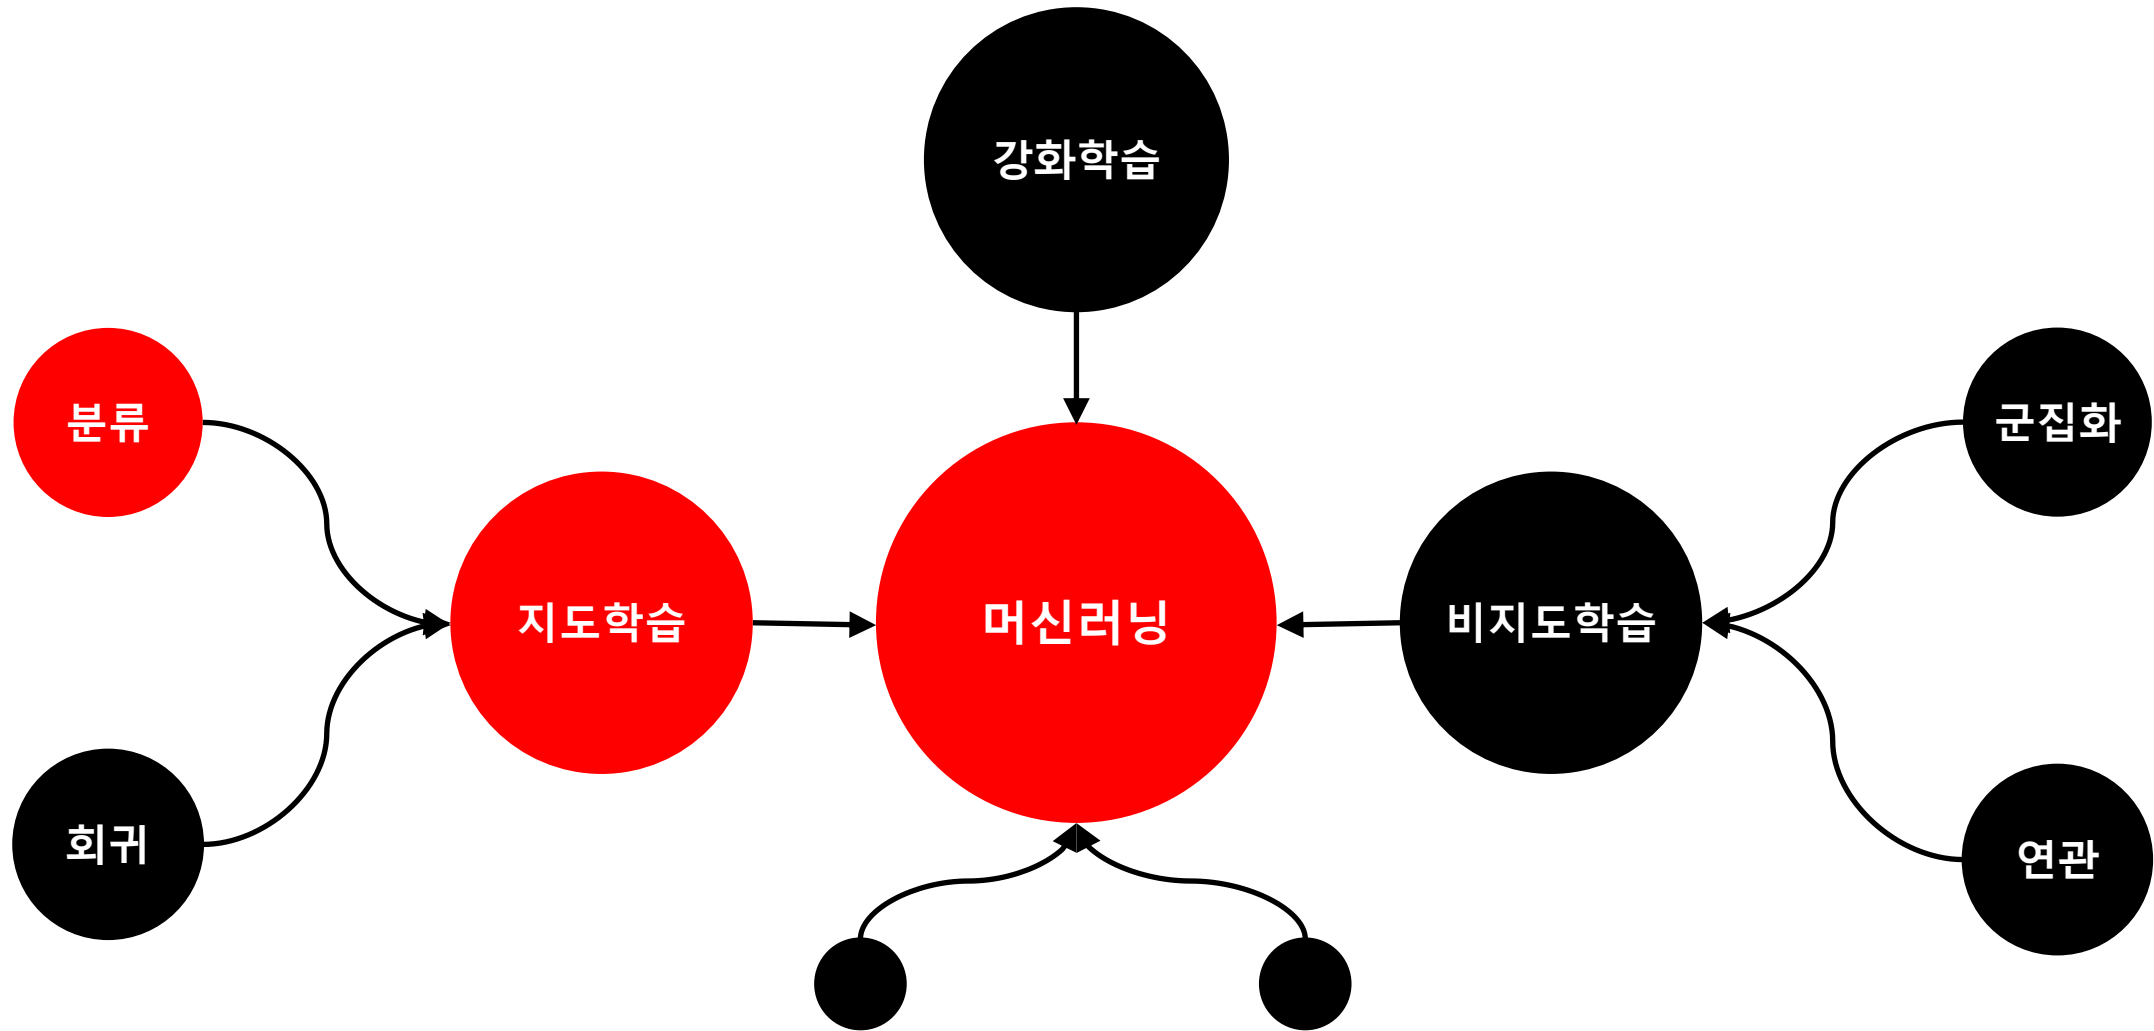 강화학습
분류
군집화
지도학습
머신러닝
비지도학습
회귀
연관